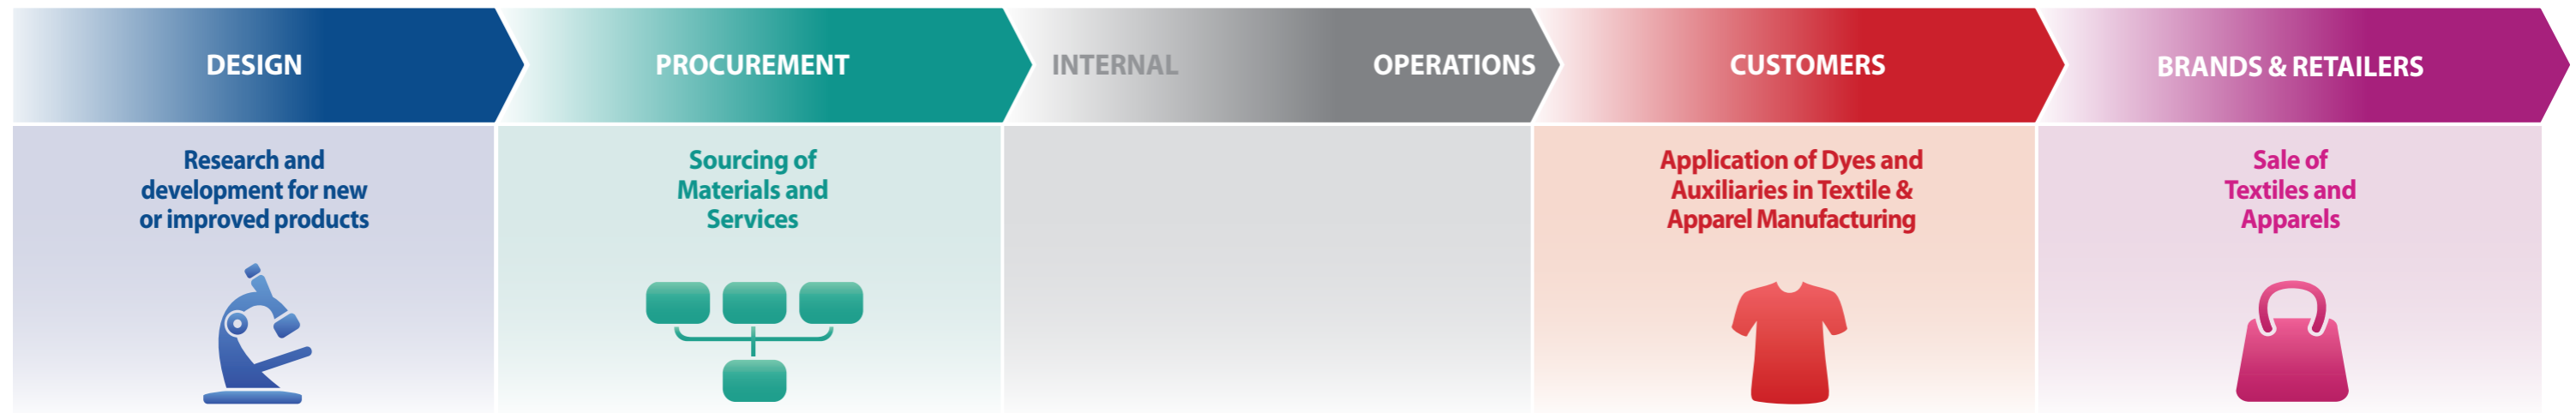 DESIGN
PROCUREMENT
INTERNAL OPERATIONS
CUSTOMERS
BRANDS & RETAILERS
Research and
development for new
or improved products
Sourcing of
Materials and
Services
Application of Dyes and
Auxiliaries in Textile &
Apparel Manufacturing
Sale of
Textiles and
Apparels